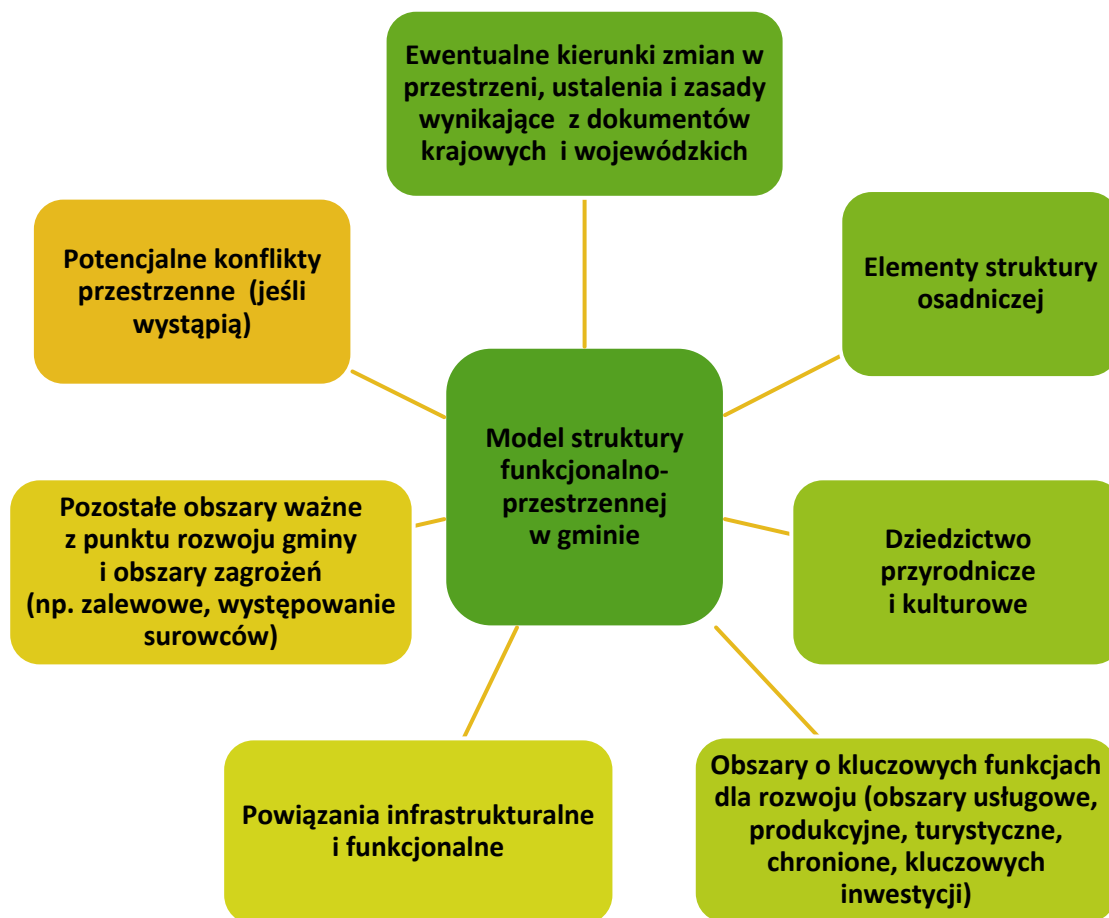 Ewentualne kierunki zmian w
przestrzeni, ustalenia i zasady
wynikające z dokumentów
krajowych i wojewódzkich
Potencjalne konflikty
przestrzenne (jeśli
wystąpią)
Elementy struktury
osadniczej
Model struktury
funkcjonalno-
przestrzennej
w gminie
Pozostałe obszary ważne
z punktu rozwoju gminy
i obszary zagrożeń
(np. zalewowe, występowanie
surowców)
Dziedzictwo
przyrodnicze
i kulturowe
Powiązania infrastrukturalne
i funkcjonalne
Obszary o kluczowych funkcjach
dla rozwoju (obszary usługowe,
produkcyjne, turystyczne,
chronione, kluczowych
inwestycji)